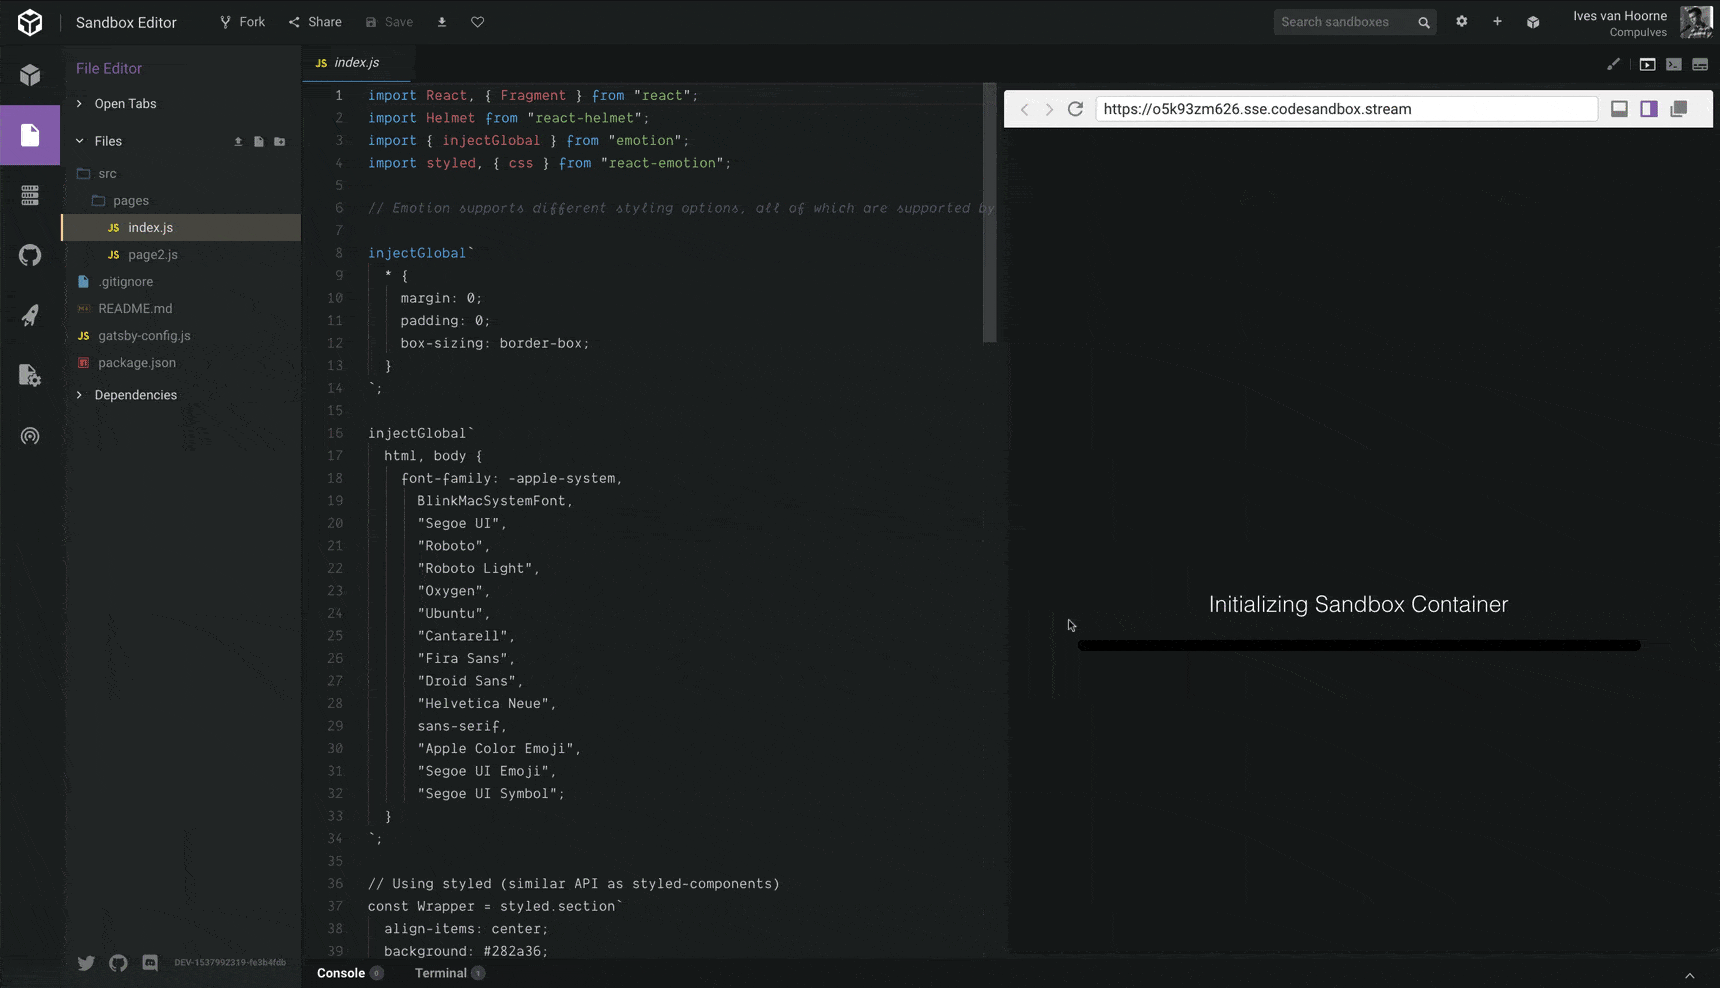 Sandbox Editor
Fork
Share
Save
Search sandboxes
Ives van Hoorne
Compulves
File Editor
Open Tabs
Files
src
pages
JS index.js
JS page2.js
.gitignore
README.md
JS gatsby-config.js
package.json
Dependencies
DEV-1537992319-fe3b4fdb
JS index.js
1 import React, { Fragment } from "react";
2 import Helmet from "react-helmet";
3 import { injectGlobal } from "emotion";
4 import styled, { css } from "react-emotion";
5
6 // Emotion supports different styling options, all of which are supported by
7
8 injectGlobal`
9 * {
10 margin: 0;
11 padding: 0;
12 box-sizing: border-box;
13 }
14 `;
15
16 injectGlobal`
17 html, body {
18 font-family: -apple-system,
19 BlinkMacSystemFont,
20 "Segoe UI",
21 "Roboto",
22 "Roboto Light",
23 "Oxygen",
24 "Ubuntu",
25 "Cantarell",
26 "Fira Sans",
27 "Droid Sans",
28 "Helvetica Neue",
29 sans-serif,
30 "Apple Color Emoji",
31 "Segoe UI Emoji",
32 "Segoe UI Symbol";
33 }
34 `;
35
36 // Using styled (similar API as styled-components)
37 const Wrapper = styled.section`
38 align-items: center;
39 background: #282a36;
Console 0
Terminal 1
https://o5k93zm626.sse.codesandbox.stream
Initializing Sandbox Container